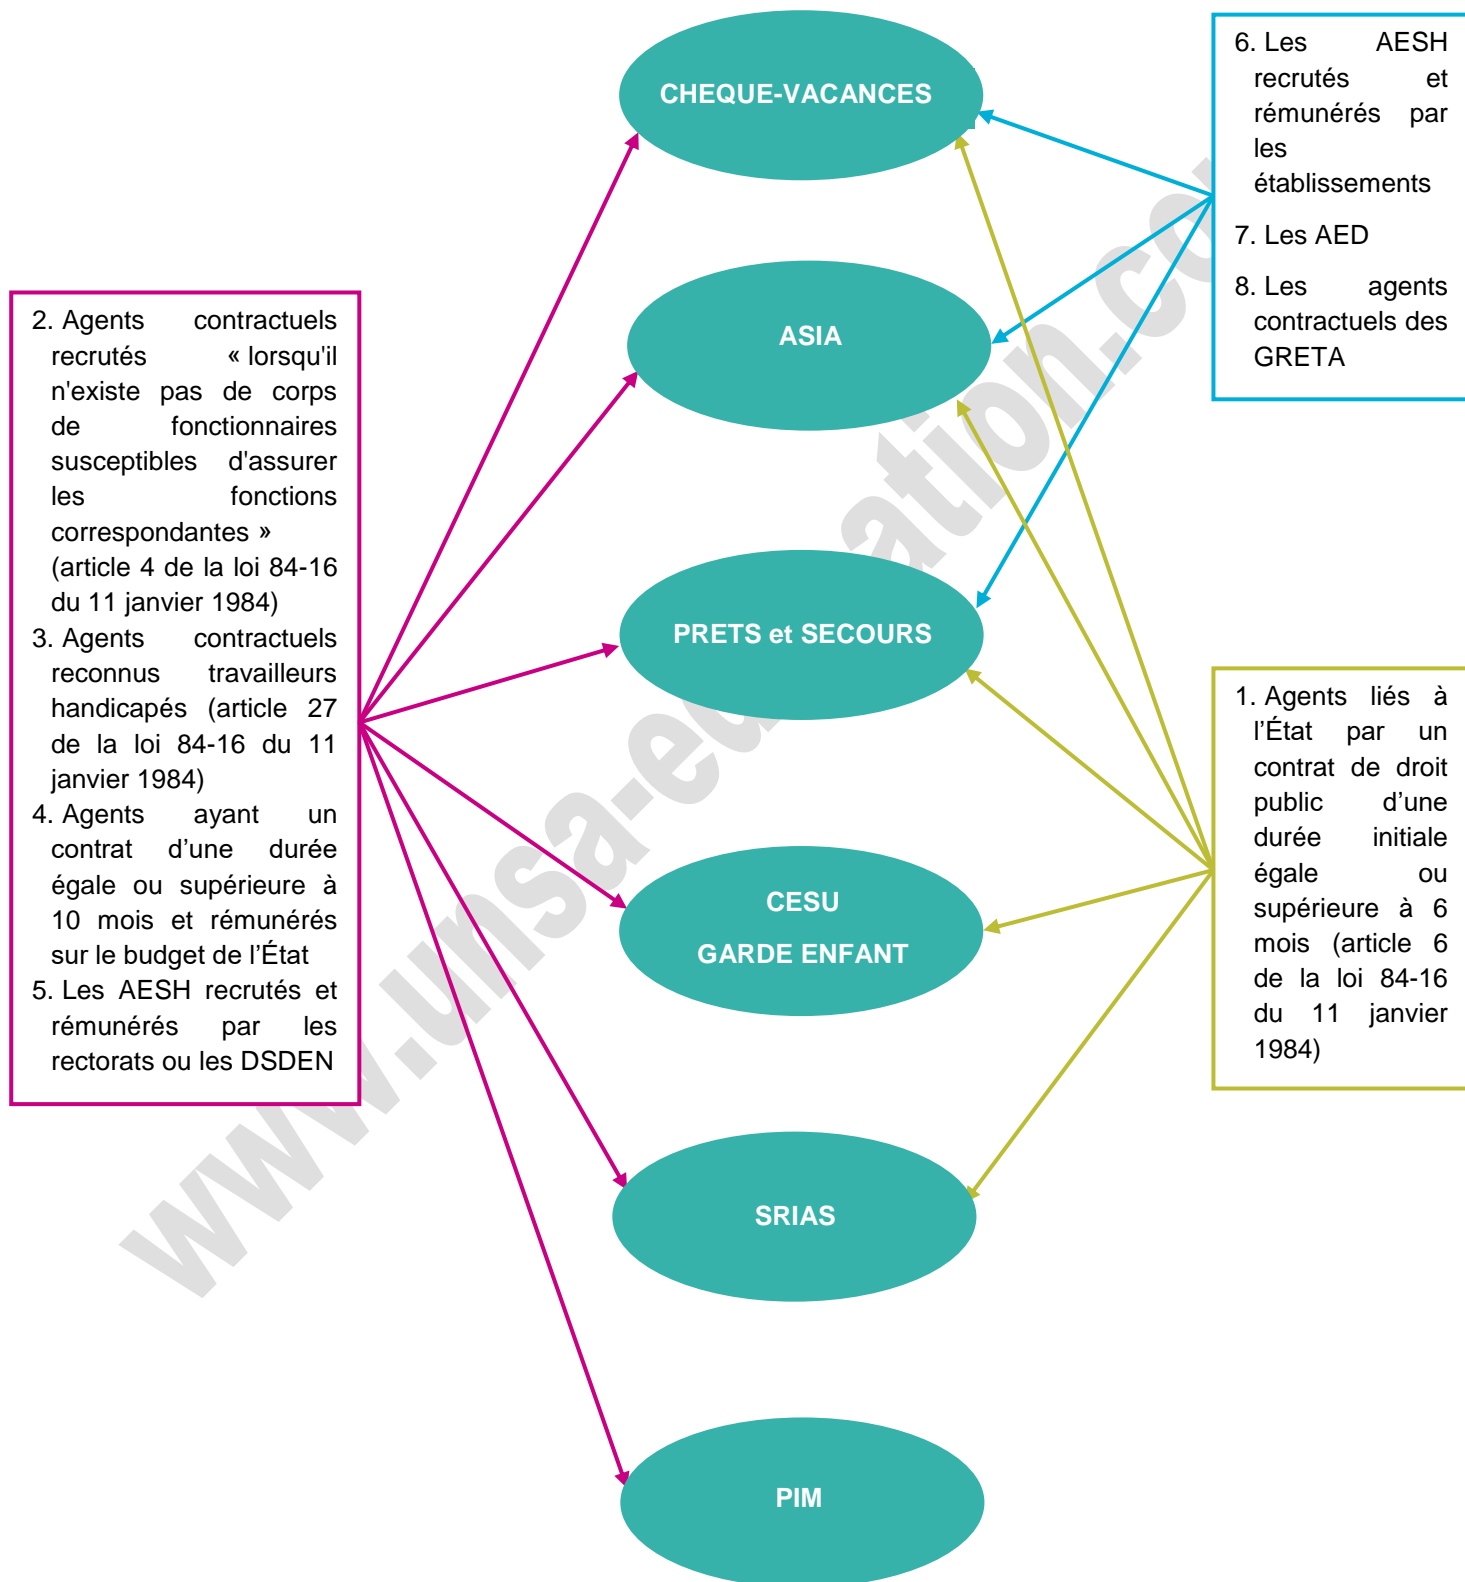 CHEQUE-VACANCES
ASIA
PRETS et SECOURS
CESU
GARDE ENFANT
SRIAS
PIM
2. Agents contractuels
recrutés « lorsqu'il
n'existe pas de corps
de fonctionnaires
susceptibles d'assurer
les fonctions
correspondantes »
(article 4 de la loi 84-16
du 11 janvier 1984)
3. Agents contractuels
reconnus travailleurs
handicapés (article 27
de la loi 84-16 du 11
janvier 1984)
4. Agents ayant un
contrat d’une durée
égale ou supérieure à
10 mois et rémunérés
sur le budget de l’État
5. Les AESH recrutés et
rémunérés par les
rectorats ou les DSDEN
6. Les AESH
recrutés et
rémunérés par
les
établissements
7. Les AED
8. Les agents
contractuels des
GRETA
1. Agents liés à
l’État par un
contrat de droit
public d’une
durée initiale
égale ou
supérieure à 6
mois (article 6
de la loi 84-16
du 11 janvier
1984)
www.unsa-education.com